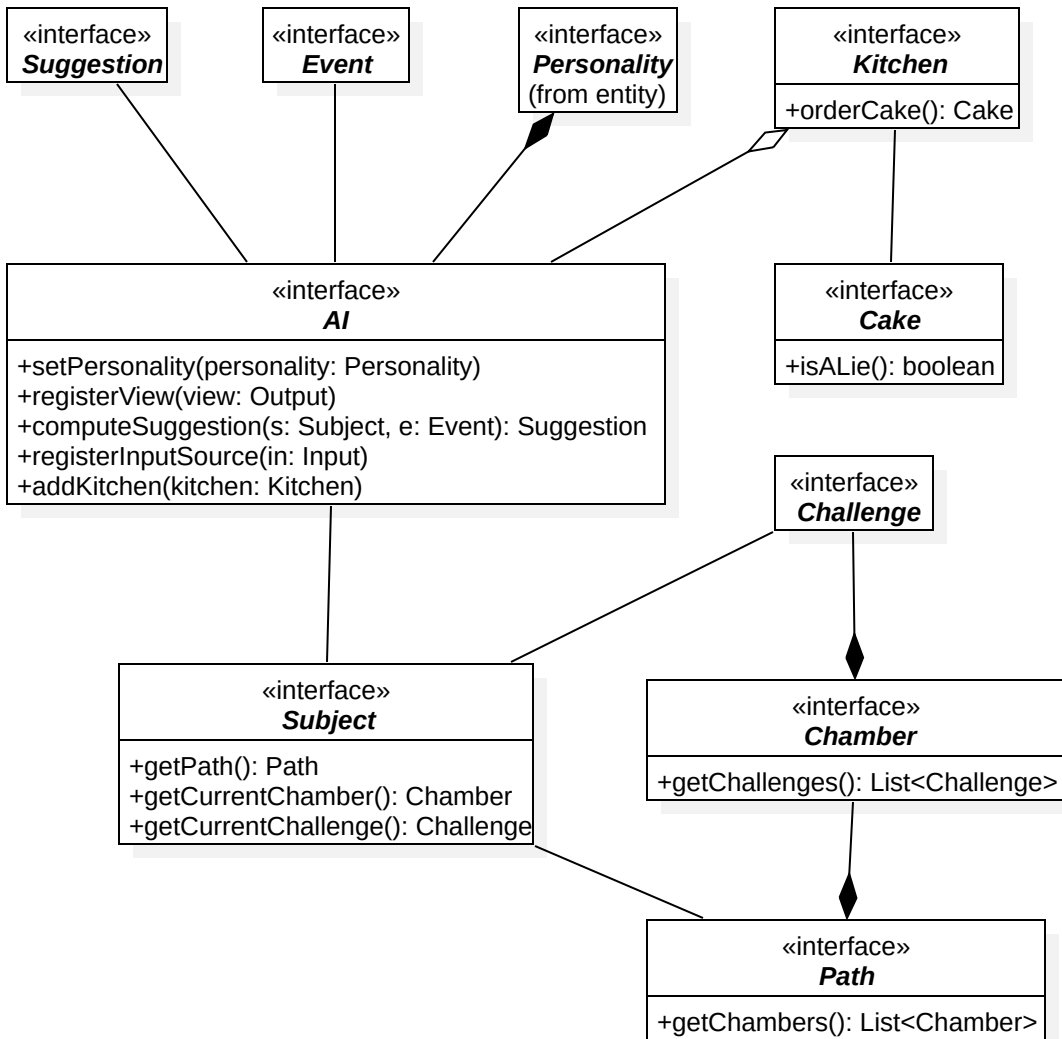 «interface»
Suggestion
«interface»
Event
«interface»
Personality
(from entity)
«interface»
Kitchen
+orderCake(): Cake
«interface»
AI
+setPersonality(personality: Personality)
+registerView(view: Output)
+computeSuggestion(s: Subject, e: Event): Suggestion
+registerInputSource(in: Input)
+addKitchen(kitchen: Kitchen)
«interface»
Cake
+isALie(): boolean
«interface»
Challenge
«interface»
Subject
+getPath(): Path
+getCurrentChamber(): Chamber
+getCurrentChallenge(): Challenge
«interface»
Chamber
+getChallenges(): List<Challenge>
«interface»
Path
+getChambers(): List<Chamber>